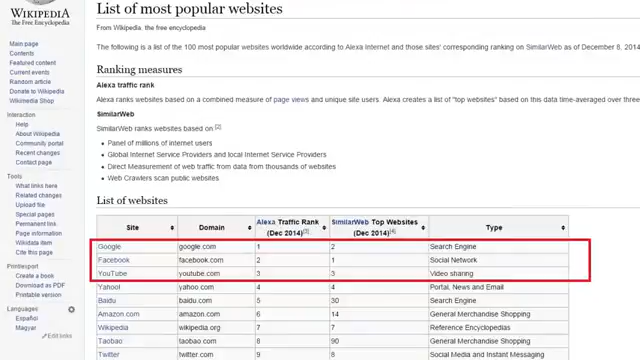 WIKIPEDIA
The Free Encyclopedia
Main page
Contents
Featured content
Current events
Random article
Donate to Wikipedia
Wikipedia Shop
Interaction
Help
About Wikipedia
Community portal
Recent changes
Contact page
Tools
What links here
Related changes
Upload file
Special pages
Permanent link
Page information
Wikidata item
Cite this page
Print/export
Create a book
Download as PDF
Printable version
Languages
Español
Magyar
Edit links
List of most popular websites
From Wikipedia, the free encyclopedia
The following is a list of the 100 most popular websites worldwide according to Alexa Internet and those sites' corresponding ranking on SimilarWeb as of December 8, 2014
Ranking measures
Alexa traffic rank
Alexa ranks websites based on a combined measure of page views and unique site users. Alexa creates a list of "top websites" based on this data time-averaged over three
SimilarWeb
SimilarWeb ranks websites based on [2]
Panel of millions of internet users
Global Internet Service Providers and local Internet Service Providers
Direct Measurement of web traffic from data from thousands of websites
Web Crawlers scan public websites
List of websites
Site Domain Alexa Traffic Rank (Dec 2014)[3] SimilarWeb Top Websites (Dec 2014)[4] Type
Google google.com 1 2 Search Engine
Facebook facebook.com 2 1 Social Network
YouTube youtube.com 3 3 Video sharing
Yahoo! yahoo.com 4 4 Portal, News and Email
Baidu baidu.com 5 30 Search Engine
Amazon.com amazon.com 6 14 General Merchandise Shopping
Wikipedia wikipedia.org 7 7 Reference Encyclopedias
Taobao taobao.com 8 90 General Merchandise Shopping
Twitter twitter.com 9 8 Social Media and Instant Messaging